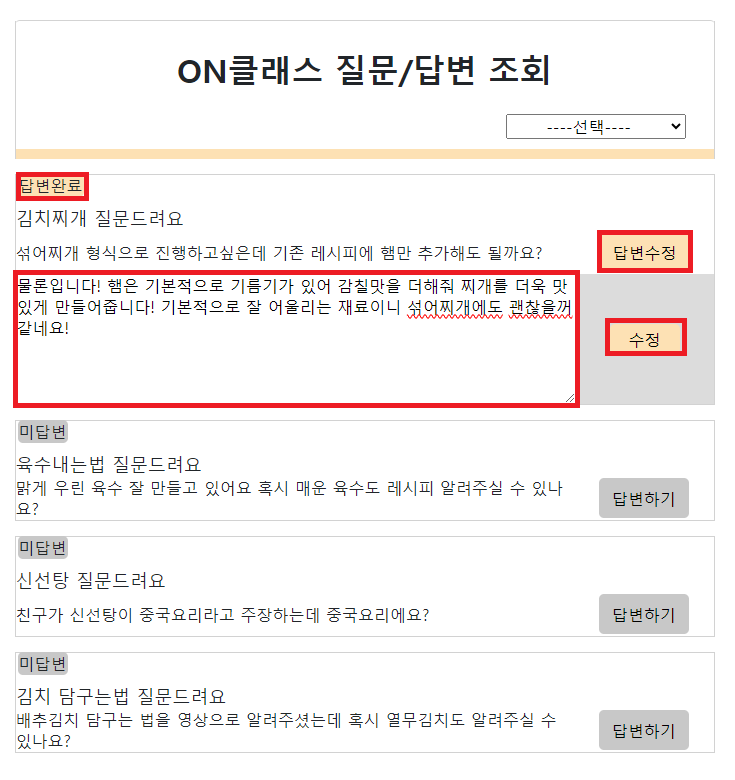 ON클래스 질문/답변 조회
----선택----
답변완료
김치찌개 질문드려요
섞어찌개 형식으로 진행하고싶은데 기존 레시피에 햄만 추가해도 될까요?
답변수정
물론입니다! 햄은 기본적으로 기름기가 있어 감칠맛을 더해줘 찌개를 더욱 맛
있게 만들어줍니다! 기본적으로 잘 어울리는 재료이니 섞어찌개에도 괜찮을꺼
같네요!
수정
미답변
육수내는법 질문드려요
맑게 우린 육수 잘 만들고 있어요 혹시 매운 육수도 레시피 알려주실 수 있나
요?
답변하기
미답변
신선탕 질문드려요
친구가 신선탕이 중국요리라고 주장하는데 중국요리에요?
답변하기
미답변
김치 담구는법 질문드려요
배추김치 담구는 법을 영상으로 알려주셨는데 혹시 열무김치도 알려주실 수
있나요?
답변하기